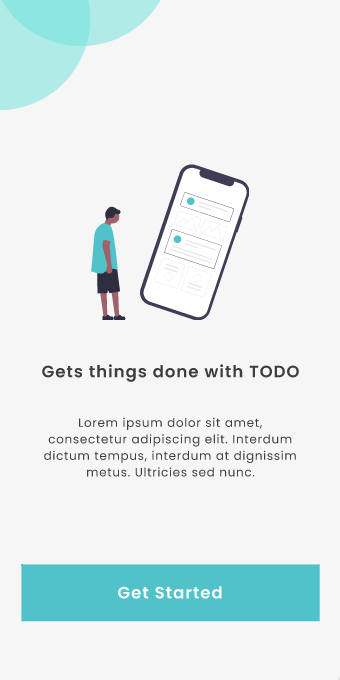 Gets things done with TODO
Lorem ipsum dolor sit amet,
consectetur adipiscing elit. Interdum
dictum tempus, interdum at dignissim
metus. Ultricies sed nunc.
Get Started